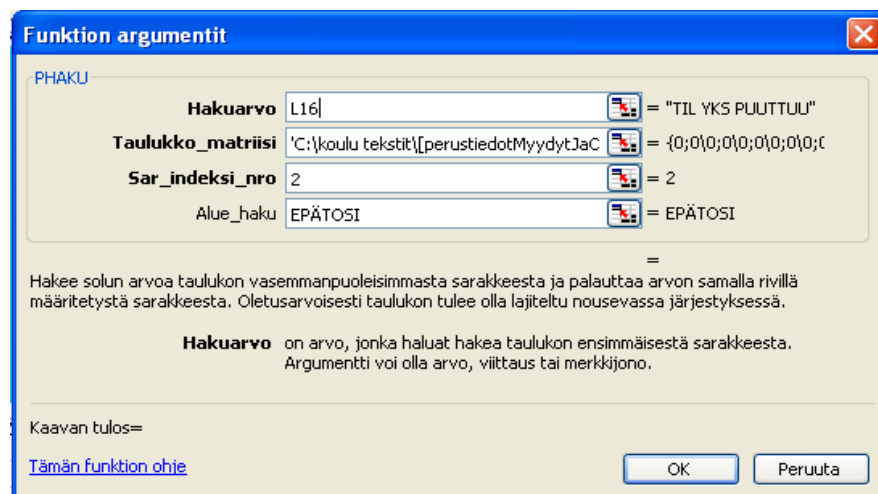 Funktion argumentit
PHAKU
Hakuarvo L16 = "TIL YKS PUUTTUU"
Taulukko_matriisi 'C:\koulu tekstit\[perustiedotMyydytJaC = {0;0\0;0\0;0\0;0\0;(
Sar_indeksi_nro 2 = 2
Alue_haku EPÄTOSI = EPÄTOSI
=
Hakee solun arvoa taulukon vasemmanpuoleisimmasta sarakkeesta ja palauttaa arvon samalla rivillä
määritetystä sarakkeesta. Oletusarvoisesti taulukon tulee olla lajiteltu nousevassa järjestyksessä.
Hakuarvo on arvo, jonka haluat hakea taulukon ensimmäisestä sarakkeesta.
Argumentti voi olla arvo, viittaus tai merkkijono.
Kaavan tulos=
Tämän funktion ohje
OK Peruuta